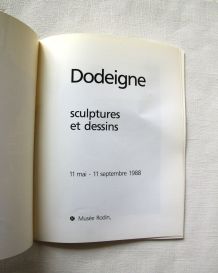 Dodeigne
sculptures
et dessins
11 mai - 11 septembre 1988
Musée Rodin,